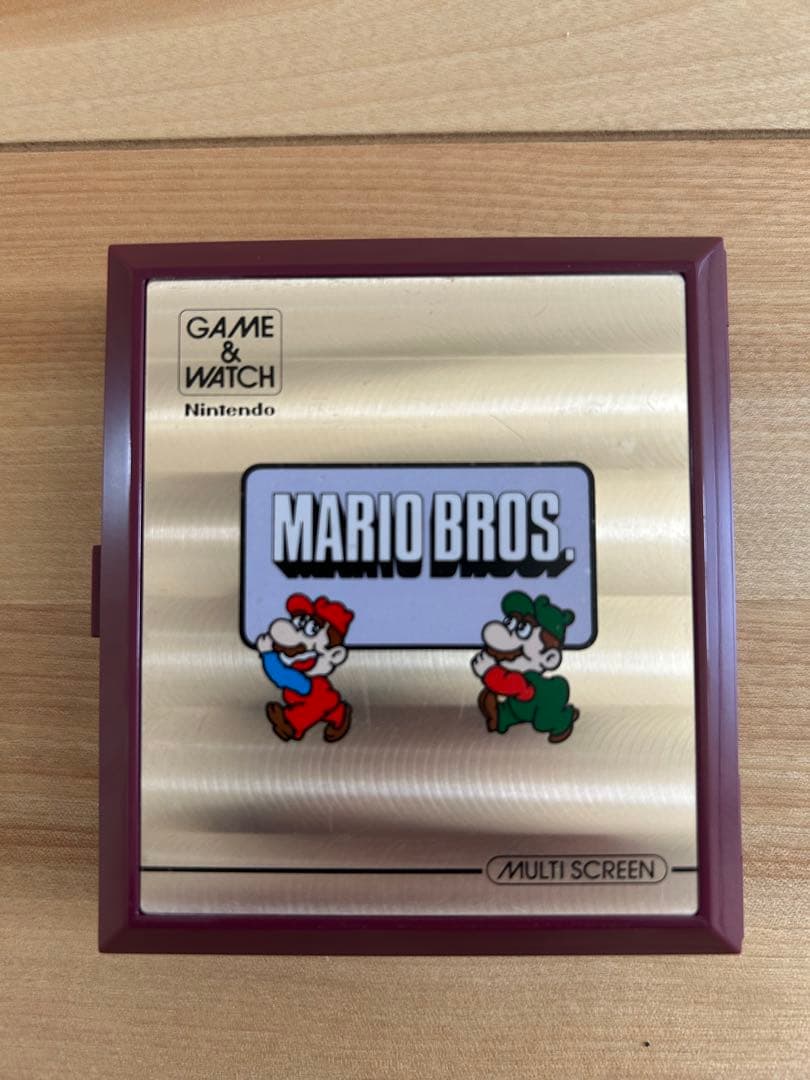 GAME
&
WATCH
Nintendo
MARIO BROS.
MULTI SCREEN